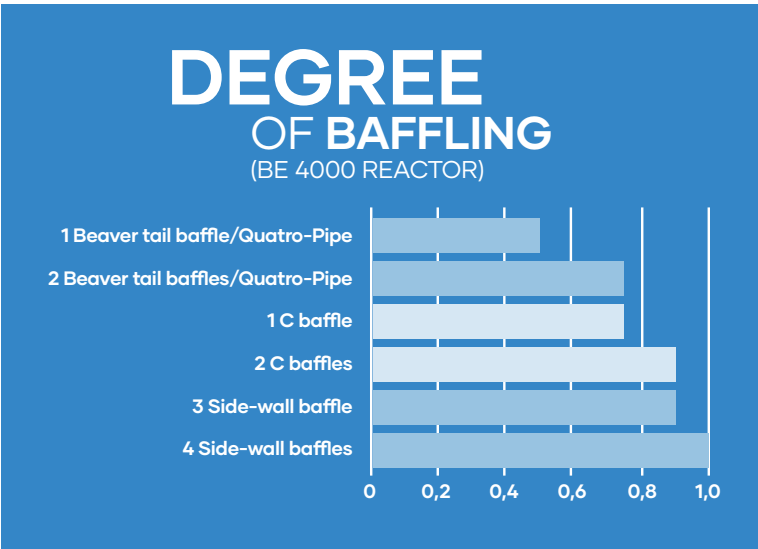 DEGREE
OF BAFFLING
(BE 4000 REACTOR)
1 Beaver tail baffle/Quatro-Pipe
2 Beaver tail baffles/Quatro-Pipe
1 C baffle
2 C baffles
3 Side-wall baffle
4 Side-wall baffles
0 0,2 0,4 0,6 0,8 1,0